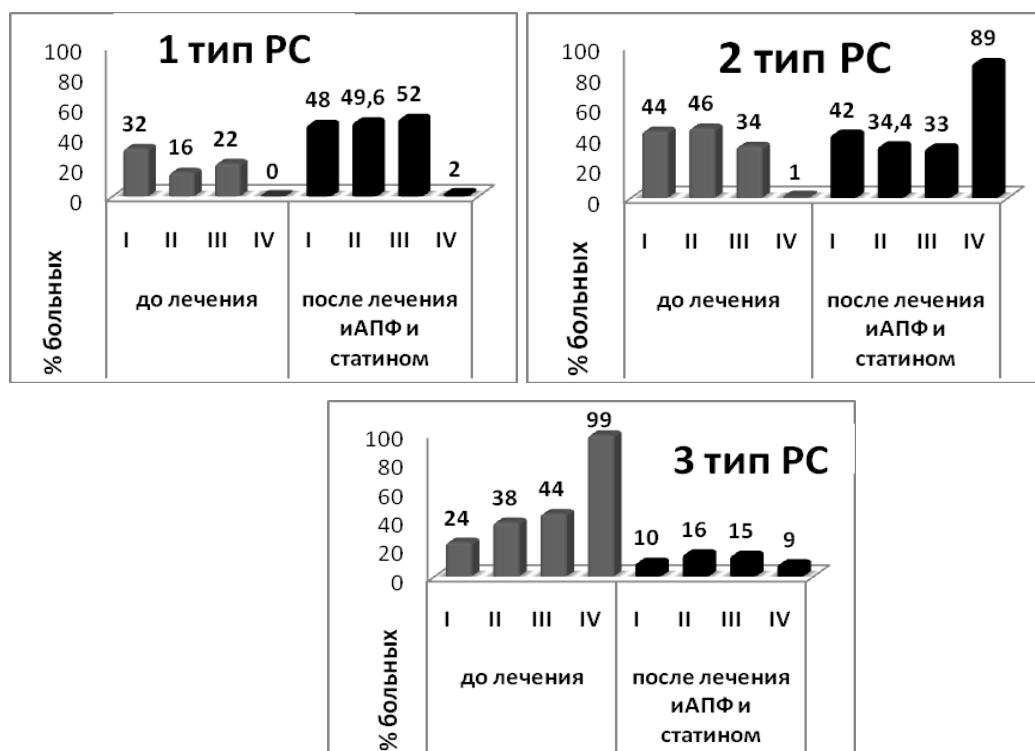 1 тип РС
100
80
60
40
20
0
32
16
22
0
48
49,6
52
2
I II III IV I II III IV
до лечения
после лечения
иАПФ и
статином
% больных
2 тип РС
100
80
60
40
20
0
44
46
34
1
42
34,4
33
89
I II III IV I II III IV
до лечения
после лечения
иАПФ и
статином
% больных
3 тип РС
100
80
60
40
20
0
24
38
44
99
10
16
15
9
I II III IV I II III IV
до лечения
после лечения
иАПФ и
статином
% больных